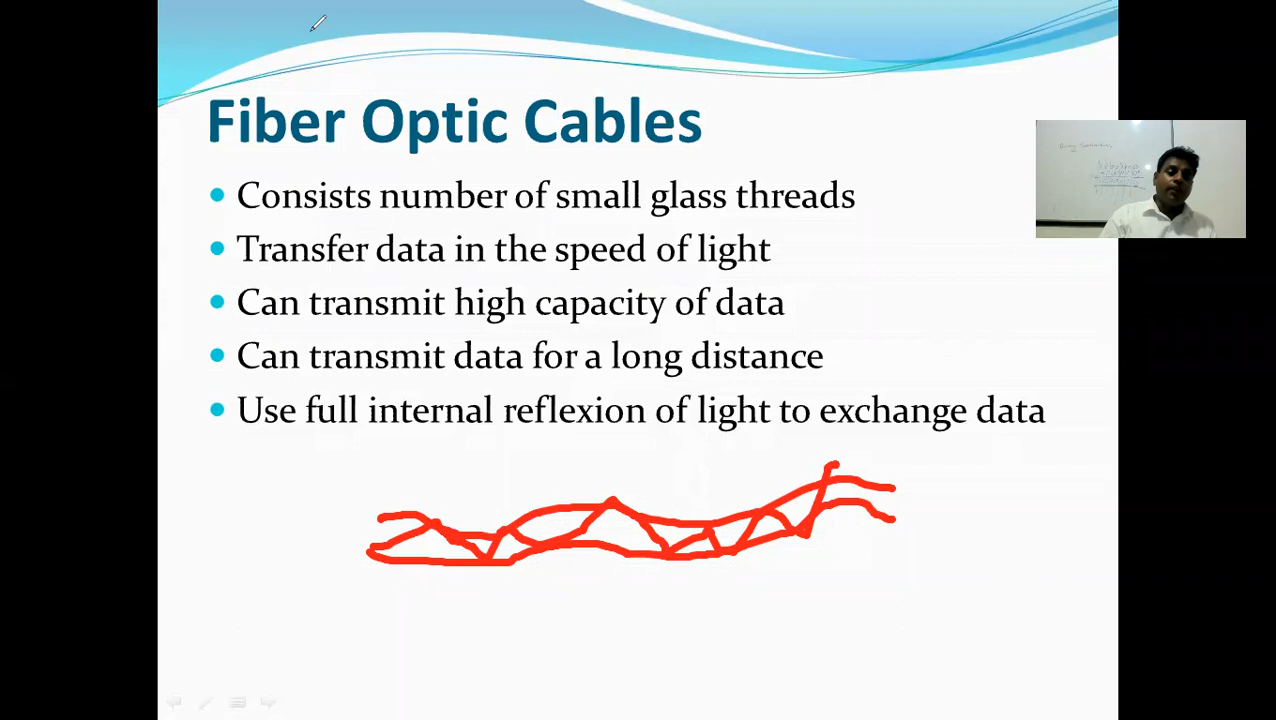 Fiber Optic Cables
Consists number of small glass threads
Transfer data in the speed of light
Can transmit high capacity of data
Can transmit data for a long distance
Use full internal reflexion of light to exchange data